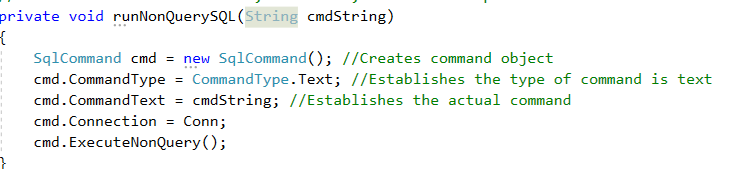 private void runNonQuerySQL(String cmdString)
{
SqlCommand cmd = new SqlCommand(); //Creates command object
cmd.CommandType = CommandType.Text; //Establishes the type of command is text
cmd.CommandText = cmdString; //Establishes the actual command
cmd.Connection = Conn;
cmd.ExecuteNonQuery();
}